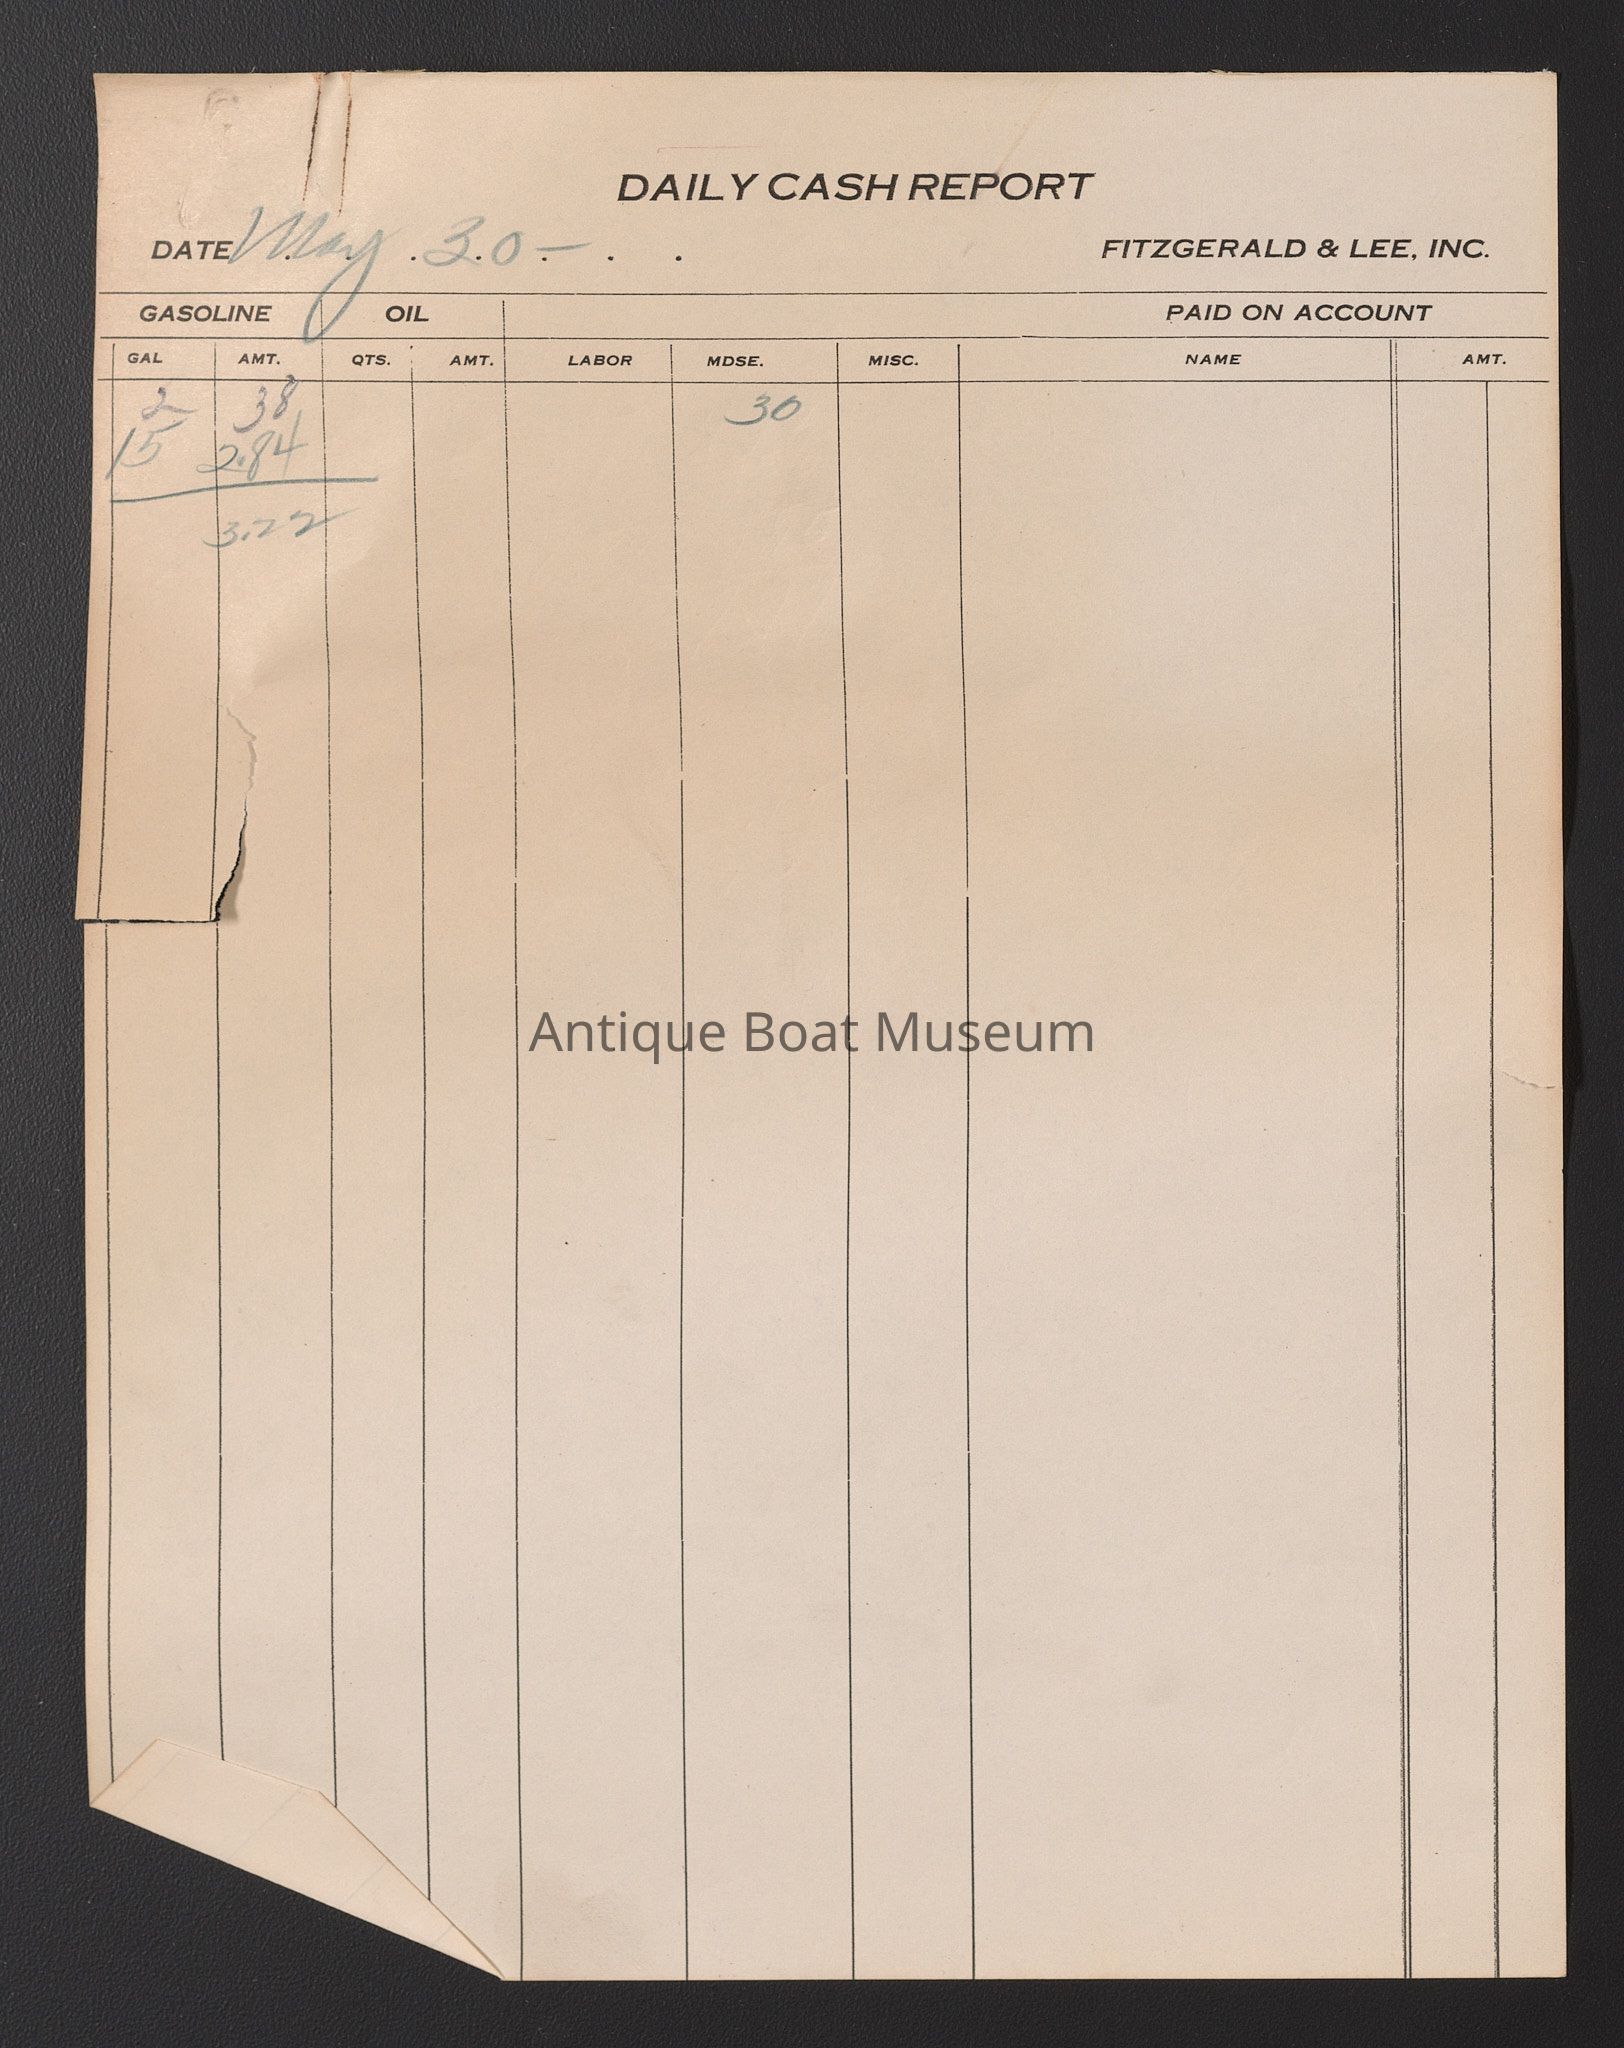 DAILY CASH REPORT
DATE May 30 - FITZGERALD & LEE, INC.
GASOLINE OIL PAID ON ACCOUNT
GAL AMT. QTS. AMT. LABOR MDSE. MISC. NAME AMT.
2 38 30
15 2.84
3.22
Antique Boat Museum